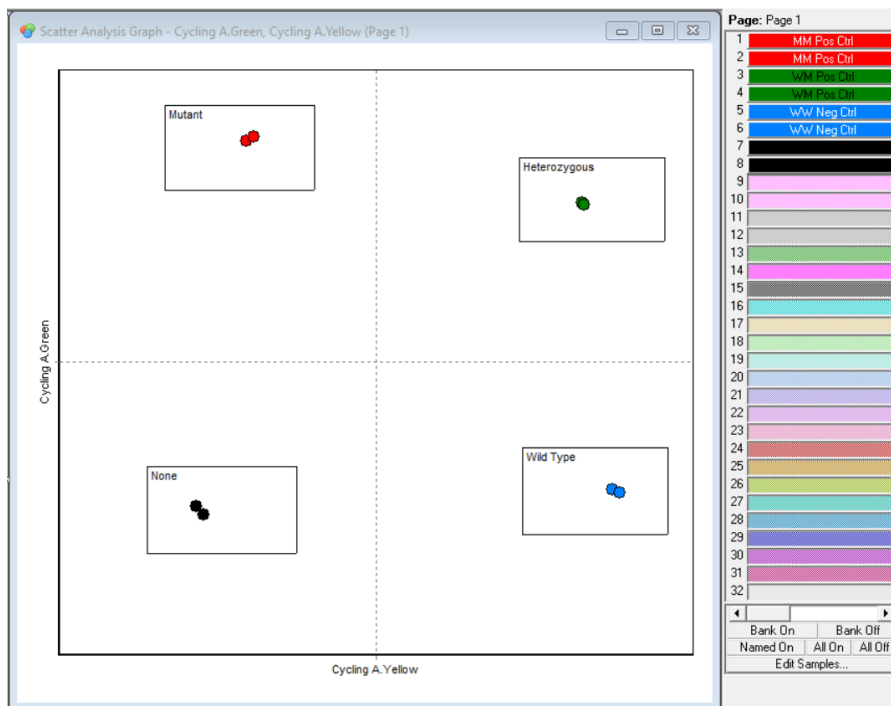 Scatter Analysis Graph - Cycling A.Green, Cycling A.Yellow (Page 1)
Mutant
Heterozygous
Cycling A.Green
None
Wild Type
Cycling A.Yellow
Page: Page 1
1 MM Pos Ctrl
2 MM Pos Ctrl
3 WM Pos Ctrl
4 WM Pos Ctrl
5 WW Neg Ctrl
6 WW Neg Ctrl
7
8
9
10
11
12
13
14
15
16
17
18
19
20
21
22
23
24
25
26
27
28
29
30
31
32
Bank On Bank Off
Named On All On All Off
Edit Samples...